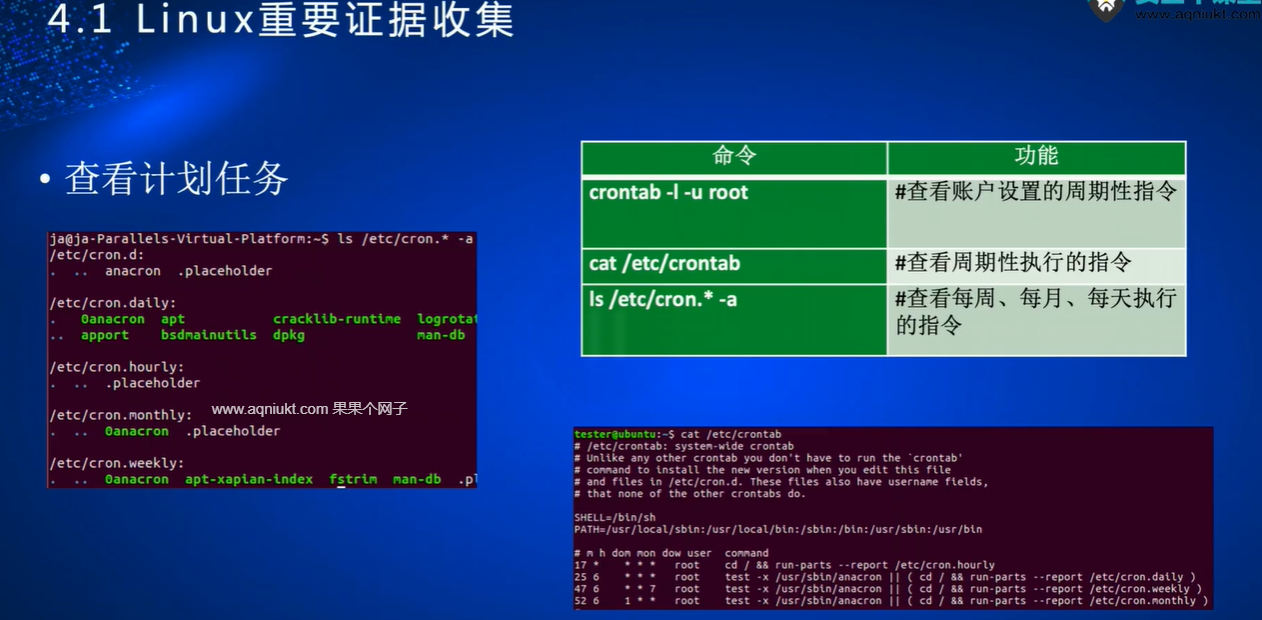 4.1 Linux重要证据收集
www.aqniukt.com
• 查看计划任务
ja@ja-Parallels-Virtual-Platform:~$ ls /etc/cron.* -a
/etc/cron.d:
.  ..  anacron  .placeholder
/etc/cron.daily:
.  0anacron  apt  cracklib-runtime  logrotat
..  apport  bsdmainutils  dpkg  man-db
/etc/cron.hourly:
.  ..  .placeholder
/etc/cron.monthly:
www.aqniukt.com 果果个网子
.  ..  0anacron  .placeholder
/etc/cron.weekly:
.  ..  0anacron  apt-xapian-index  fstrim  man-db  .pl
命令 功能
crontab -l -u root #查看账户设置的周期性指令
cat /etc/crontab #查看周期性执行的指令
ls /etc/cron.* -a #查看每周、每月、每天执行
的指令
tester@ubuntu:~$ cat /etc/crontab
# /etc/crontab: system-wide crontab
# Unlike any other crontab you don't have to run the `crontab'
# command to install the new version when you edit this file
# and files in /etc/cron.d. These files also have username fields,
# that none of the other crontabs do.
SHELL=/bin/sh
PATH=/usr/local/sbin:/usr/local/bin:/sbin:/bin:/usr/sbin:/usr/bin
# m h dom mon dow user  command
17 *  * * *  root  cd / && run-parts --report /etc/cron.hourly
25 6  * * *  root  test -x /usr/sbin/anacron || ( cd / && run-parts --report /etc/cron.daily )
47 6  * * 7  root  test -x /usr/sbin/anacron || ( cd / && run-parts --report /etc/cron.weekly )
52 6  1 * *  root  test -x /usr/sbin/anacron || ( cd / && run-parts --report /etc/cron.monthly )